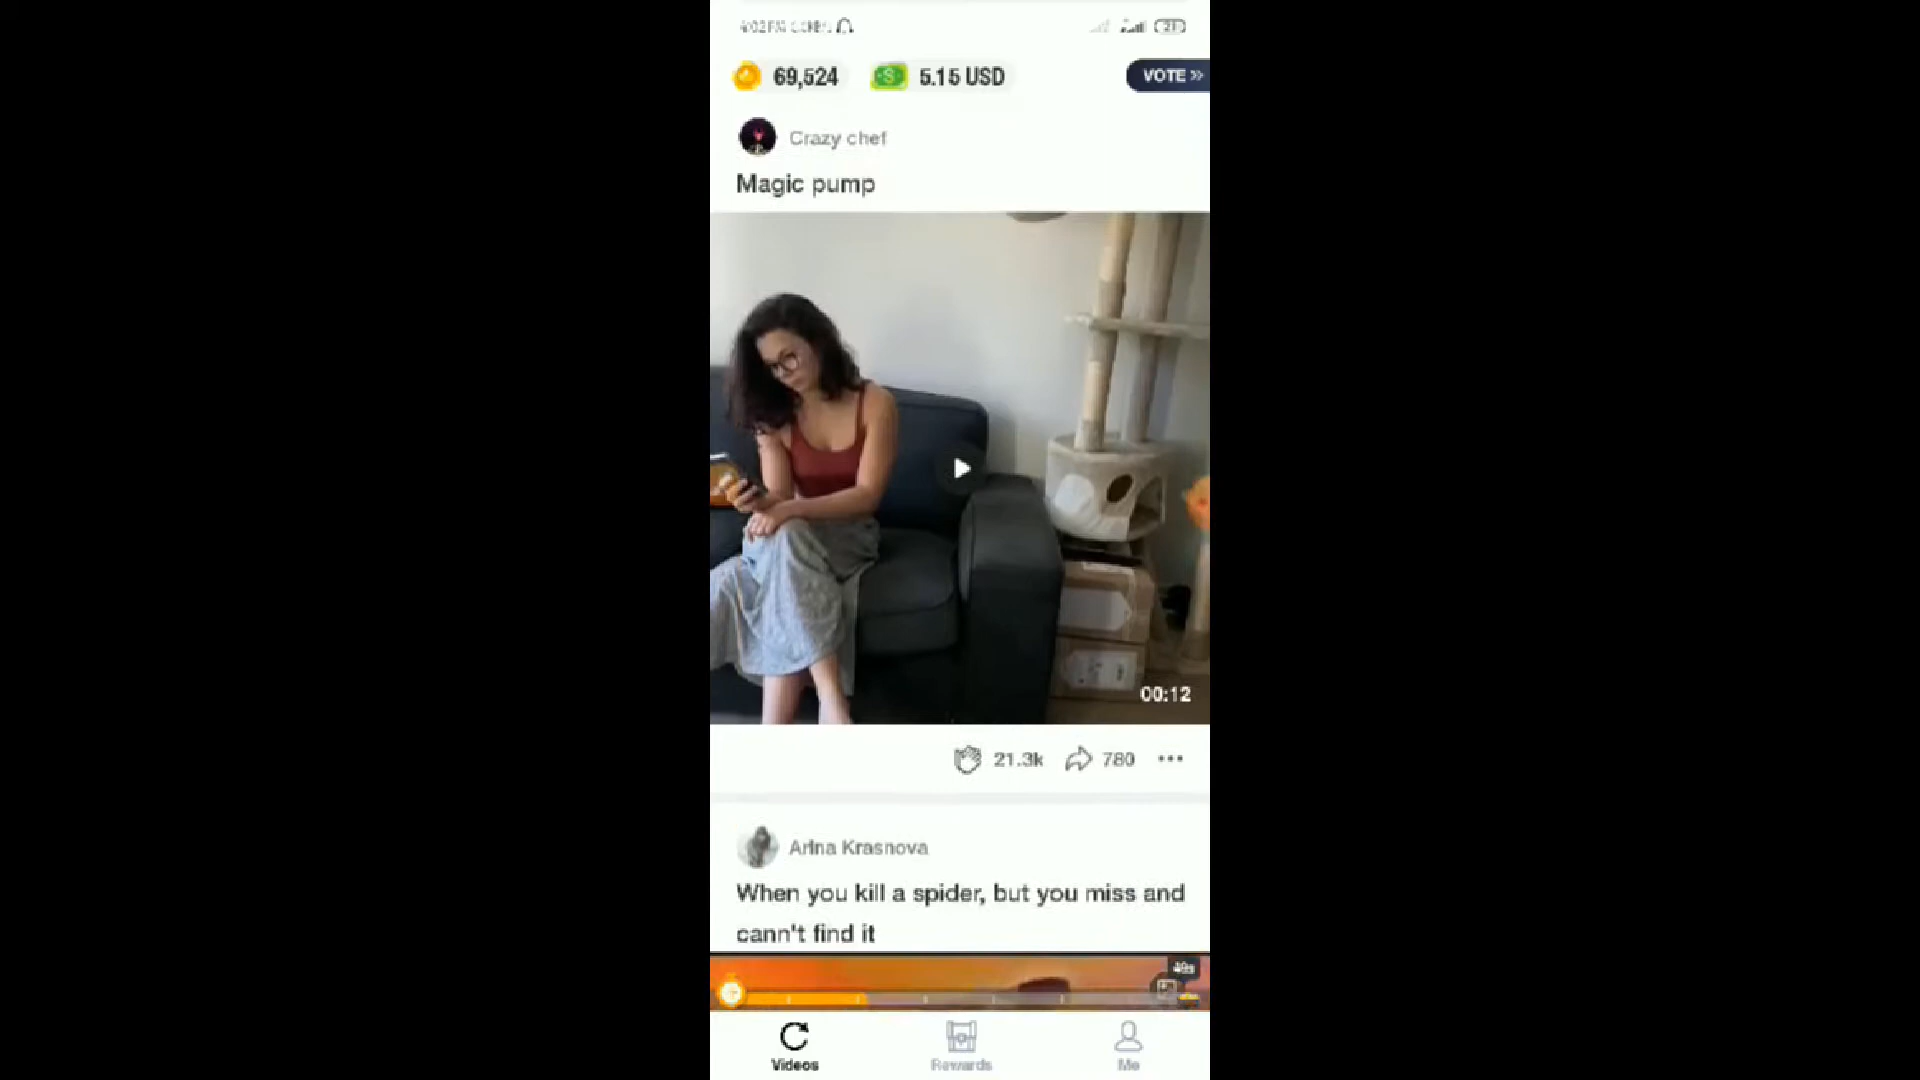 69,524 5.15 USD VOTE »
Crazy chef
Magic pump
00:12
21.3k 780
Arina Krasnova
When you kill a spider, but you miss and
cann't find it
49s
Videos Rewards Me